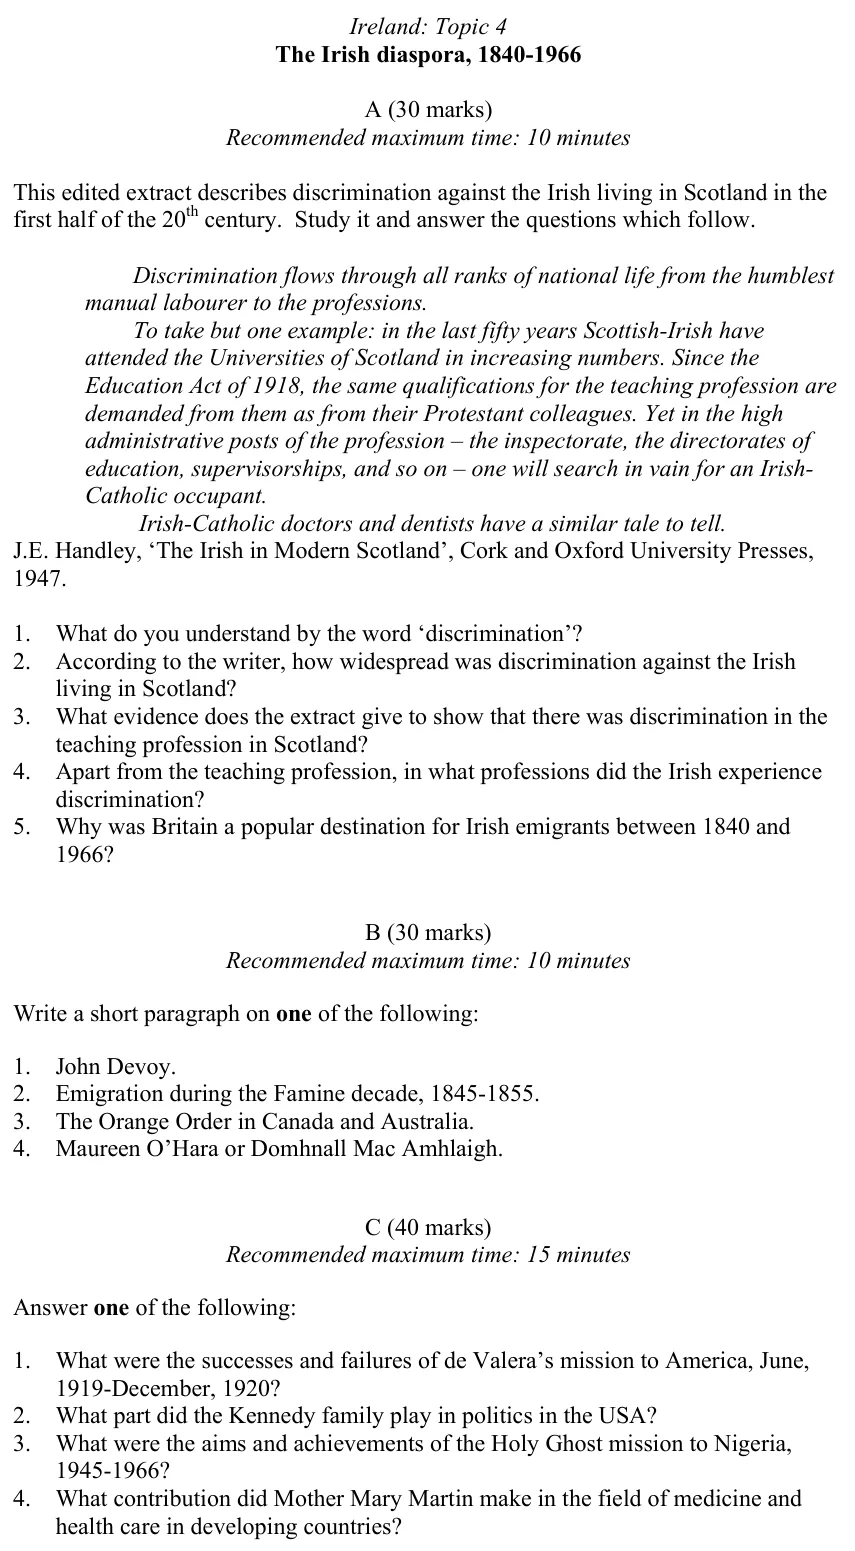 Ireland: Topic 4
The Irish diaspora, 1840-1966
A (30 marks)
Recommended maximum time: 10 minutes
This edited extract describes discrimination against the Irish living in Scotland in the
first half of the 20th century.  Study it and answer the questions which follow.
Discrimination flows through all ranks of national life from the humblest
manual labourer to the professions.
To take but one example: in the last fifty years Scottish-Irish have
attended the Universities of Scotland in increasing numbers. Since the
Education Act of 1918, the same qualifications for the teaching profession are
demanded from them as from their Protestant colleagues. Yet in the high
administrative posts of the profession – the inspectorate, the directorates of
education, supervisorships, and so on – one will search in vain for an Irish-
Catholic occupant.
Irish-Catholic doctors and dentists have a similar tale to tell.
J.E. Handley, ‘The Irish in Modern Scotland’, Cork and Oxford University Presses,
1947.
1. What do you understand by the word ‘discrimination’?
2. According to the writer, how widespread was discrimination against the Irish
living in Scotland?
3. What evidence does the extract give to show that there was discrimination in the
teaching profession in Scotland?
4. Apart from the teaching profession, in what professions did the Irish experience
discrimination?
5. Why was Britain a popular destination for Irish emigrants between 1840 and
1966?
B (30 marks)
Recommended maximum time: 10 minutes
Write a short paragraph on one of the following:
1. John Devoy.
2. Emigration during the Famine decade, 1845-1855.
3. The Orange Order in Canada and Australia.
4. Maureen O’Hara or Domhnall Mac Amhlaigh.
C (40 marks)
Recommended maximum time: 15 minutes
Answer one of the following:
1. What were the successes and failures of de Valera’s mission to America, June,
1919-December, 1920?
2. What part did the Kennedy family play in politics in the USA?
3. What were the aims and achievements of the Holy Ghost mission to Nigeria,
1945-1966?
4. What contribution did Mother Mary Martin make in the field of medicine and
health care in developing countries?